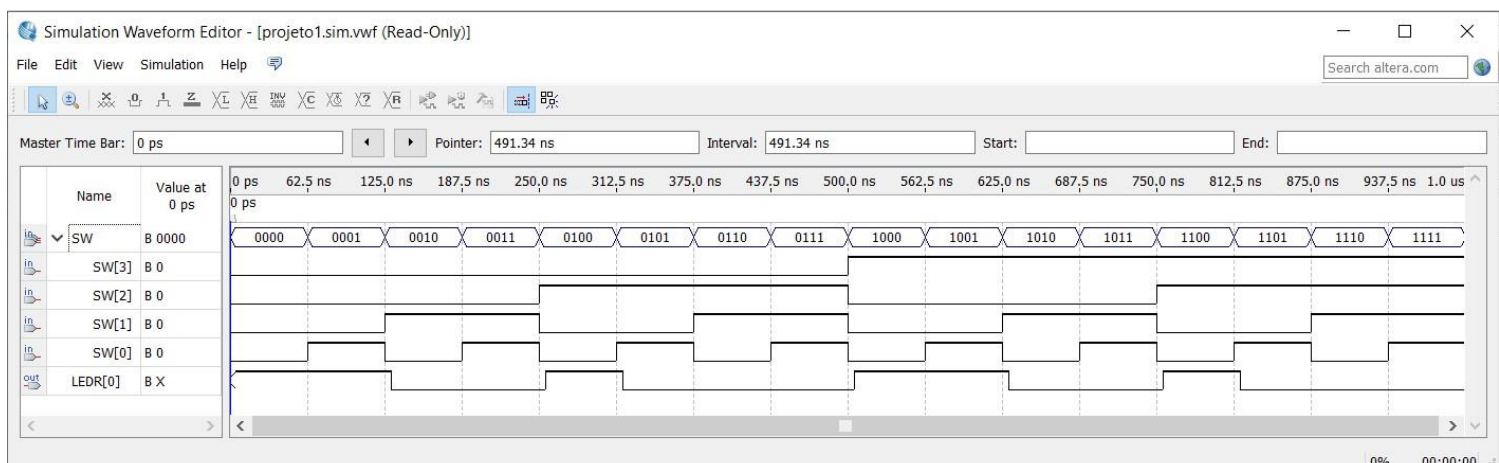 Simulation Waveform Editor - [projeto1.sim.vwf (Read-Only)]
File Edit View Simulation Help
Search altera.com
Master Time Bar: 0 ps Pointer: 491.34 ns Interval: 491.34 ns Start: End:
Name Value at 0 ps
0 ps 62.5 ns 125.0 ns 187.5 ns 250.0 ns 312.5 ns 375.0 ns 437.5 ns 500.0 ns 562.5 ns 625.0 ns 687.5 ns 750.0 ns 812.5 ns 875.0 ns 937.5 ns 1.0 us
0 ps
SW B 0000 0000 0001 0010 0011 0100 0101 0110 0111 1000 1001 1010 1011 1100 1101 1110 1111
SW[3] B 0
SW[2] B 0
SW[1] B 0
SW[0] B 0
LEDR[0] B X
0% 00:00:00